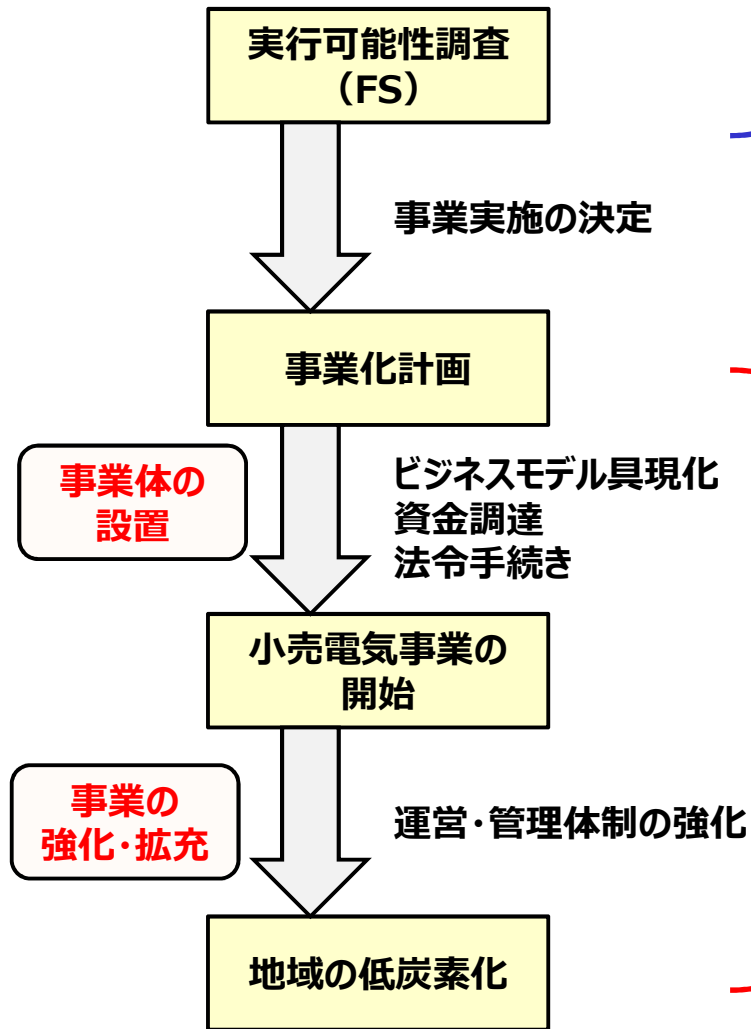 実行可能性調査
（FS）
事業実施の決定
事業化計画
事業体の
設置
ビジネスモデル具現化
資金調達
法令手続き
小売電気事業の
開始
事業の
強化・拡充
運営・管理体制の強化
地域の低炭素化